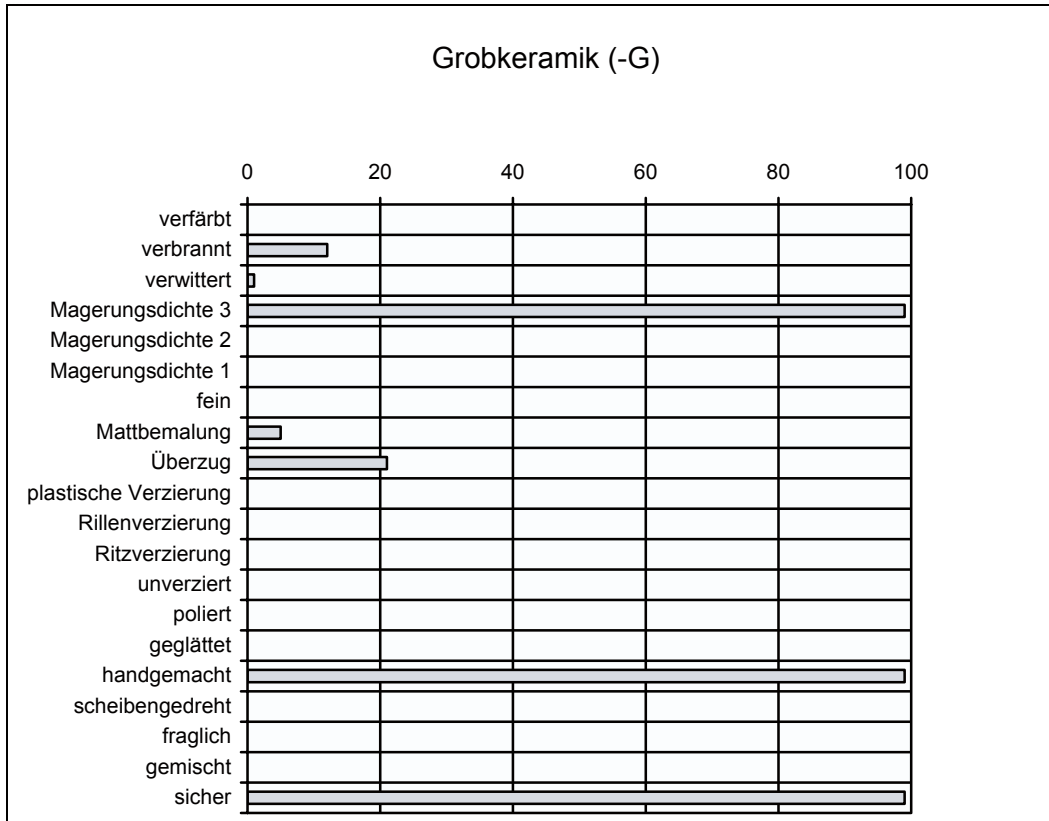 Grobkeramik (-G)
0 20 40 60 80 100
verfärbt
verbrannt
verwittert
Magerungsdichte 3
Magerungsdichte 2
Magerungsdichte 1
fein
Mattbemalung
Überzug
plastische Verzierung
Rillenverzierung
Ritzverzierung
unverziert
poliert
geglättet
handgemacht
scheibengedreht
fraglich
gemischt
sicher